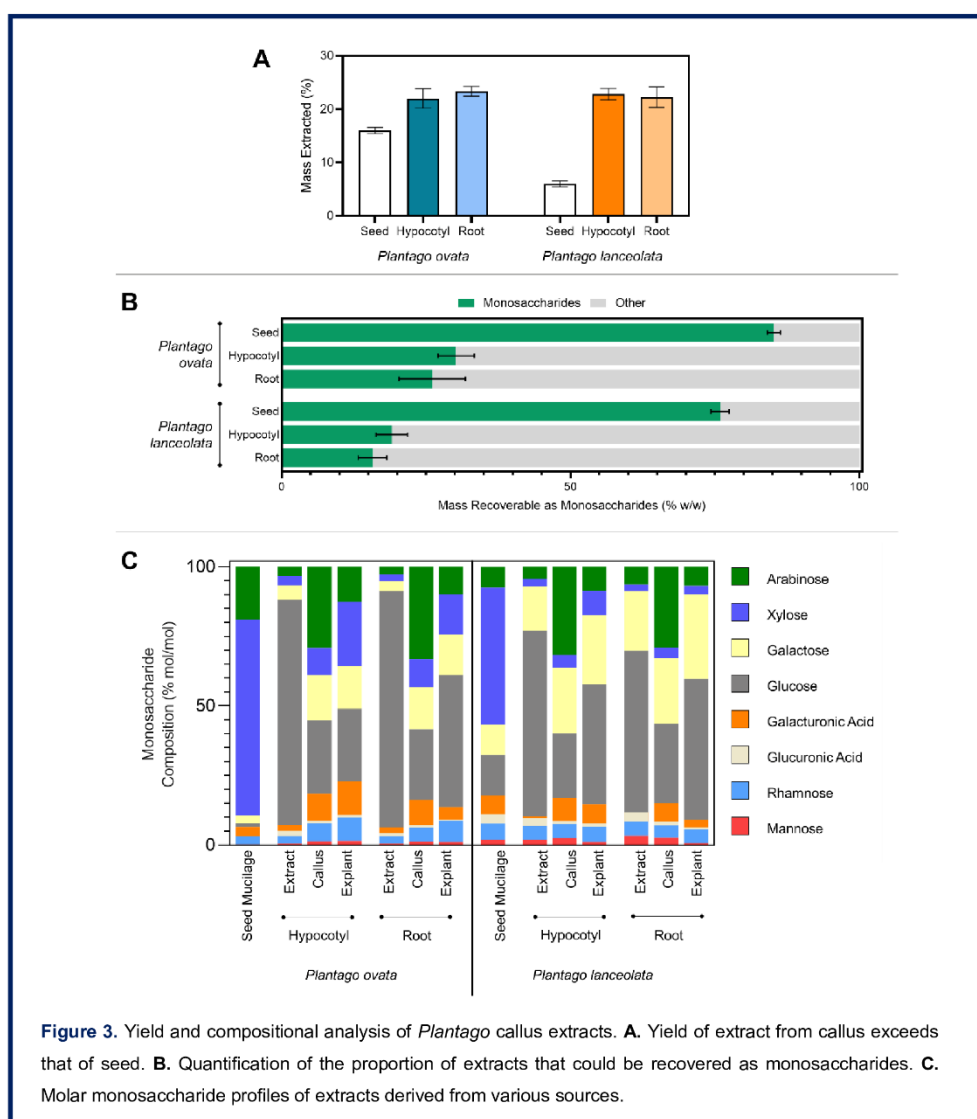 A
Mass Extracted (%)
30
20
10
0
Seed Hypocotyl Root Seed Hypocotyl Root
Plantago ovata Plantago lanceolata
B
Monosaccharides Other
Plantago ovata
Seed
Hypocotyl
Root
Plantago lanceolata
Seed
Hypocotyl
Root
0 50 100
Mass Recoverable as Monosaccharides (% w/w)
C
Monosaccharide
Composition (% mol/mol)
100
50
0
Arabinose
Xylose
Galactose
Glucose
Galacturonic Acid
Glucuronic Acid
Rhamnose
Mannose
Seed Mucilage Extract Callus Explant Extract Callus Explant Seed Mucilage Extract Callus Explant Extract Callus Explant
Hypocotyl Root Hypocotyl Root
Plantago ovata Plantago lanceolata
Figure 3. Yield and compositional analysis of Plantago callus extracts. A. Yield of extract from callus exceeds
that of seed. B. Quantification of the proportion of extracts that could be recovered as monosaccharides. C.
Molar monosaccharide profiles of extracts derived from various sources.